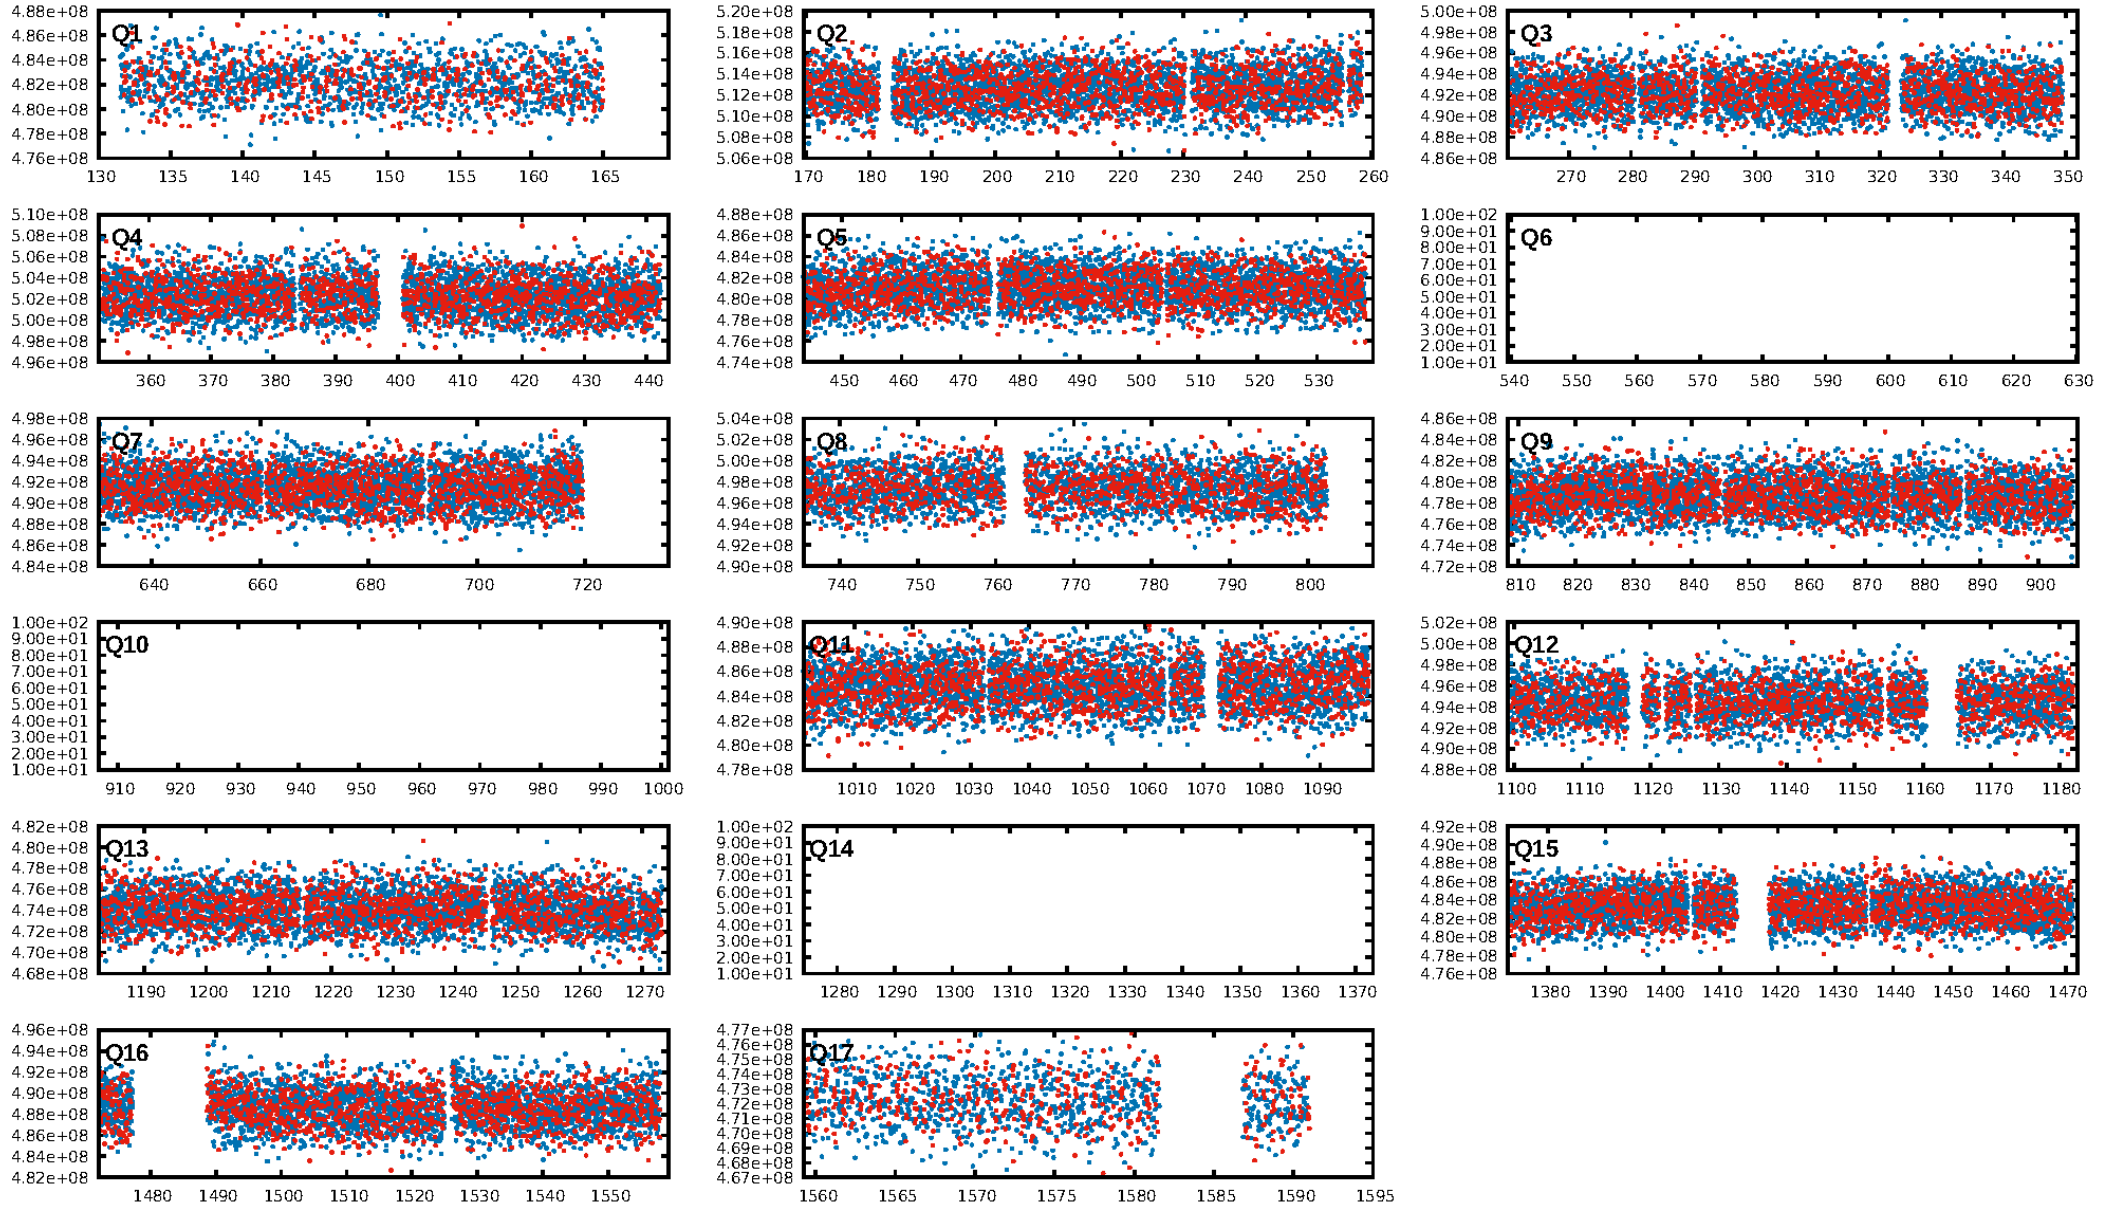 4.88e+08
4.86e+08
4.84e+08
4.82e+08
4.80e+08
4.78e+08
4.76e+08
Q1
130 135 140 145 150 155 160 165
5.20e+08
5.18e+08
5.16e+08
5.14e+08
5.12e+08
5.10e+08
5.08e+08
5.06e+08
Q2
170 180 190 200 210 220 230 240 250 260
5.00e+08
4.98e+08
4.96e+08
4.94e+08
4.92e+08
4.90e+08
4.88e+08
4.86e+08
Q3
270 280 290 300 310 320 330 340 350
5.10e+08
5.08e+08
5.06e+08
5.04e+08
5.02e+08
5.00e+08
4.98e+08
4.96e+08
Q4
360 370 380 390 400 410 420 430 440
4.88e+08
4.86e+08
4.84e+08
4.82e+08
4.80e+08
4.78e+08
4.76e+08
4.74e+08
Q5
450 460 470 480 490 500 510 520 530
1.00e+02
9.00e+01
8.00e+01
7.00e+01
6.00e+01
5.00e+01
4.00e+01
3.00e+01
2.00e+01
1.00e+01
Q6
540 550 560 570 580 590 600 610 620 630
4.98e+08
4.96e+08
4.94e+08
4.92e+08
4.90e+08
4.88e+08
4.86e+08
4.84e+08
Q7
640 660 680 700 720
5.04e+08
5.02e+08
5.00e+08
4.98e+08
4.96e+08
4.94e+08
4.92e+08
4.90e+08
Q8
740 750 760 770 780 790 800
4.86e+08
4.84e+08
4.82e+08
4.80e+08
4.78e+08
4.76e+08
4.74e+08
4.72e+08
Q9
810 820 830 840 850 860 870 880 890 900
1.00e+02
9.00e+01
8.00e+01
7.00e+01
6.00e+01
5.00e+01
4.00e+01
3.00e+01
2.00e+01
1.00e+01
Q10
910 920 930 940 950 960 970 980 990 1000
4.90e+08
4.88e+08
4.86e+08
4.84e+08
4.82e+08
4.80e+08
4.78e+08
Q11
1010 1020 1030 1040 1050 1060 1070 1080 1090
5.02e+08
5.00e+08
4.98e+08
4.96e+08
4.94e+08
4.92e+08
4.90e+08
4.88e+08
Q12
1100 1110 1120 1130 1140 1150 1160 1170 1180
4.82e+08
4.80e+08
4.78e+08
4.76e+08
4.74e+08
4.72e+08
4.70e+08
4.68e+08
Q13
1190 1200 1210 1220 1230 1240 1250 1260 1270
1.00e+02
9.00e+01
8.00e+01
7.00e+01
6.00e+01
5.00e+01
4.00e+01
3.00e+01
2.00e+01
1.00e+01
Q14
1280 1290 1300 1310 1320 1330 1340 1350 1360 1370
4.92e+08
4.90e+08
4.88e+08
4.86e+08
4.84e+08
4.82e+08
4.80e+08
4.78e+08
4.76e+08
Q15
1380 1390 1400 1410 1420 1430 1440 1450 1460 1470
4.96e+08
4.94e+08
4.92e+08
4.90e+08
4.88e+08
4.86e+08
4.84e+08
4.82e+08
Q16
1480 1490 1500 1510 1520 1530 1540 1550
4.77e+08
4.76e+08
4.75e+08
4.74e+08
4.73e+08
4.72e+08
4.71e+08
4.70e+08
4.69e+08
4.68e+08
4.67e+08
Q17
1560 1565 1570 1575 1580 1585 1590 1595